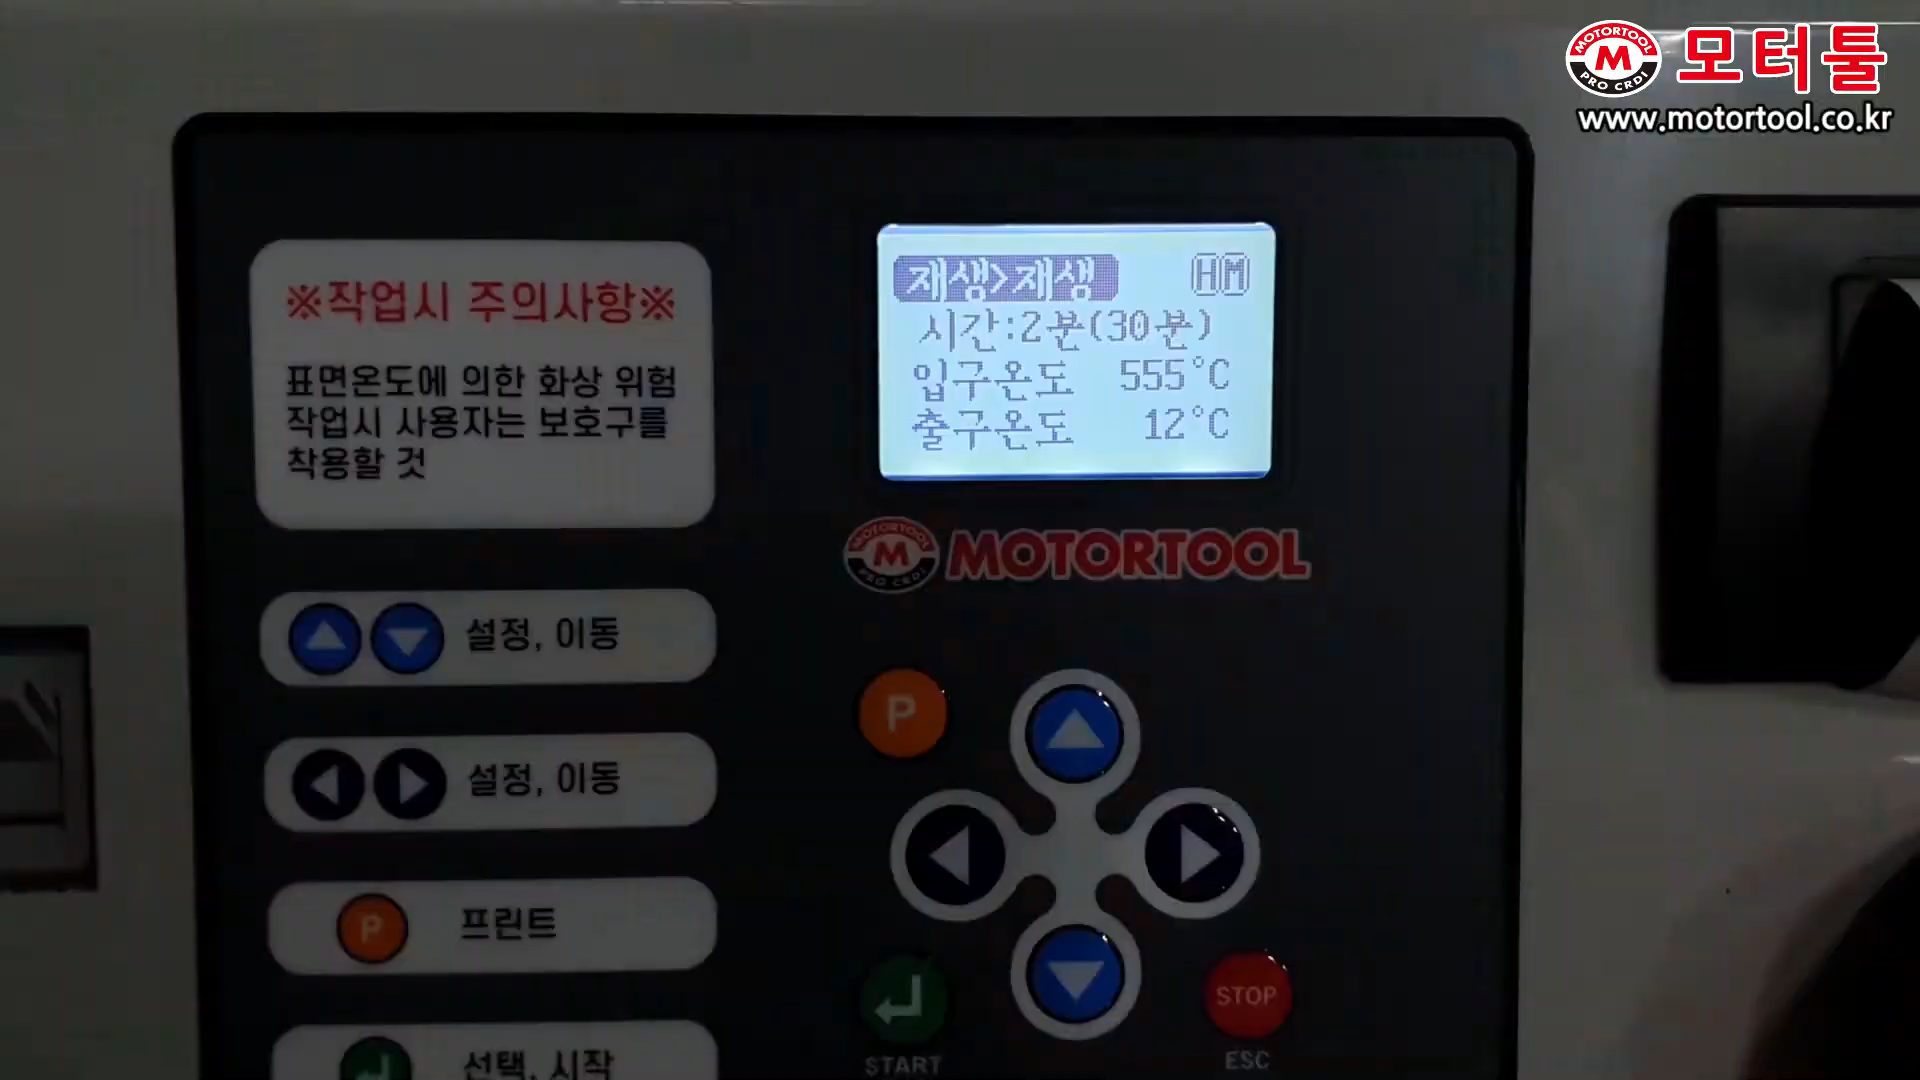 MOTORTOOL
M
PRO CRDI
모터툴
www.motortool.co.kr
※작업시 주의사항※
표면온도에 의한 화상 위험
작업시 사용자는 보호구를
착용할 것
재생>재생 HM
시간:2분(30분)
입구온도 555°C
출구온도 12°C
MOTORTOOL
M
PRO CRDI
MOTORTOOL
설정, 이동
설정, 이동
P 프린트
선택, 시작
P
START
STOP
ESC